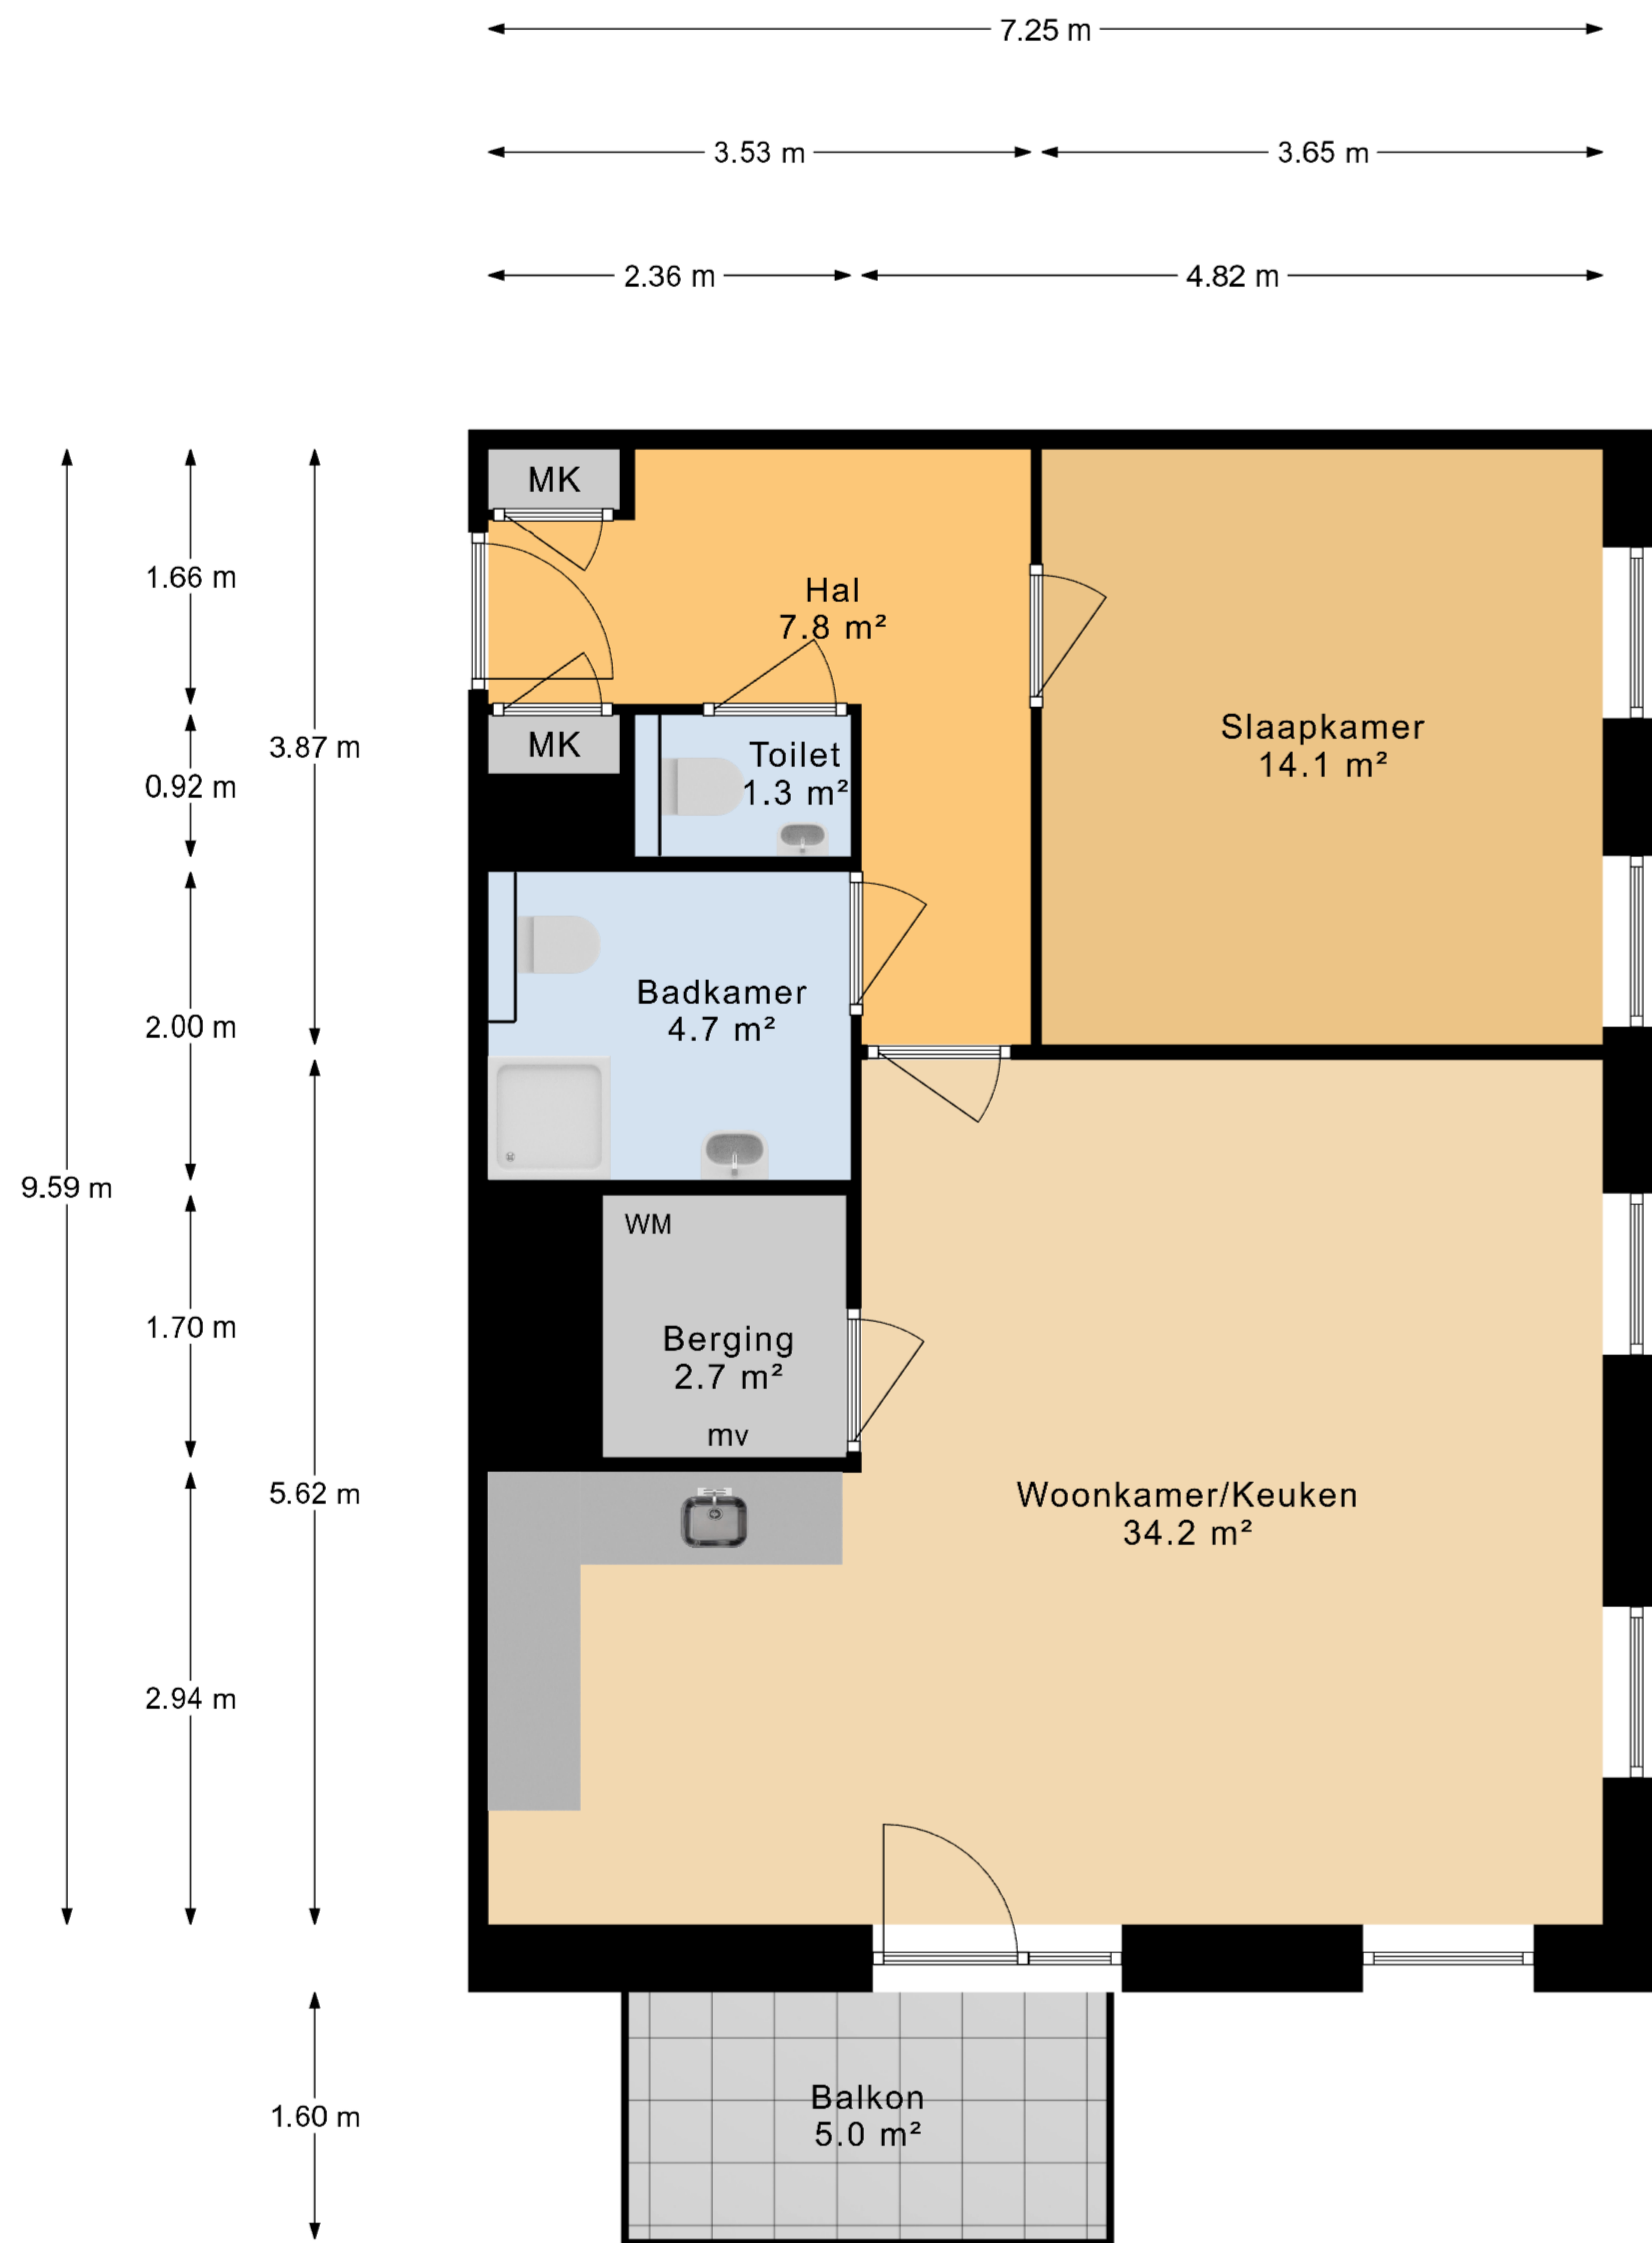 7.25 m
3.53 m
3.65 m
2.36 m
4.82 m
MK
1.66 m
Hal
7.8 m²
Slaapkamer
14.1 m²
MK
Toilet
1.3 m²
3.87 m
0.92 m
Badkamer
4.7 m²
2.00 m
9.59 m
WM
1.70 m
Berging
2.7 m²
mv
5.62 m
Woonkamer/Keuken
34.2 m²
2.94 m
Balkon
5.0 m²
1.60 m